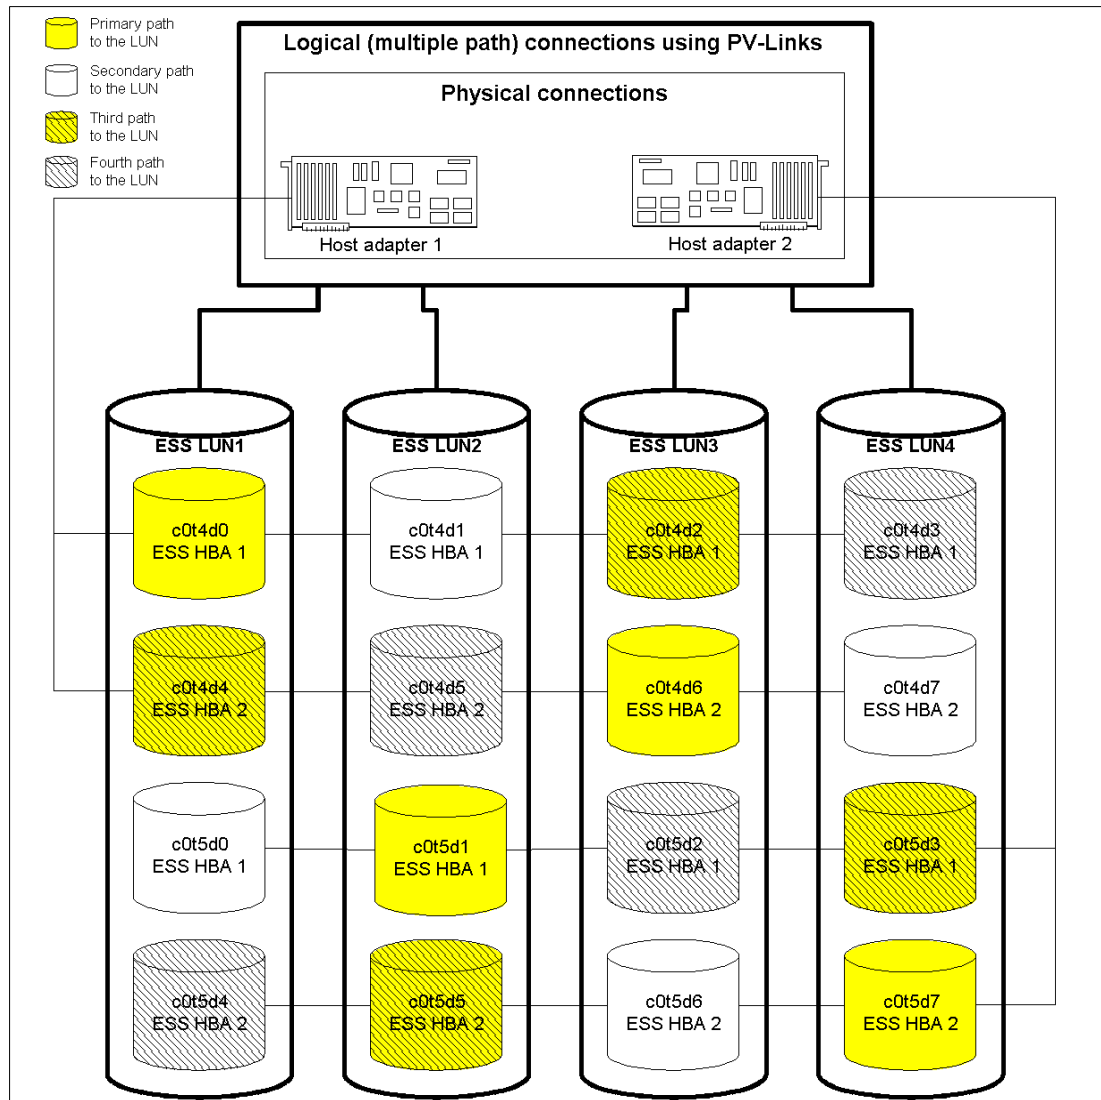 Primary path
to the LUN
Secondary path
to the LUN
Third path
to the LUN
Fourth path
to the LUN
Logical (multiple path) connections using PV-Links
Physical connections
Host adapter 1
Host adapter 2
ESS LUN1
ESS LUN2
ESS LUN3
ESS LUN4
c0t4d0
ESS HBA 1
c0t4d1
ESS HBA 1
c0t4d2
ESS HBA 1
c0t4d3
ESS HBA 1
c0t4d4
ESS HBA 2
c0t4d5
ESS HBA 2
c0t4d6
ESS HBA 2
c0t4d7
ESS HBA 2
c0t5d0
ESS HBA 1
c0t5d1
ESS HBA 1
c0t5d2
ESS HBA 1
c0t5d3
ESS HBA 1
c0t5d4
ESS HBA 2
c0t5d5
ESS HBA 2
c0t5d6
ESS HBA 2
c0t5d7
ESS HBA 2